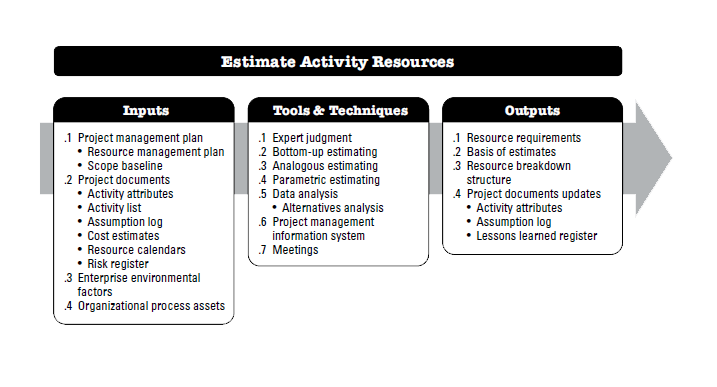 Estimate Activity Resources
Inputs
.1 Project management plan
• Resource management plan
• Scope baseline
.2 Project documents
• Activity attributes
• Activity list
• Assumption log
• Cost estimates
• Resource calendars
• Risk register
.3 Enterprise environmental
factors
.4 Organizational process assets
Tools & Techniques
.1 Expert judgment
.2 Bottom-up estimating
.3 Analogous estimating
.4 Parametric estimating
.5 Data analysis
• Alternatives analysis
.6 Project management
information system
.7 Meetings
Outputs
.1 Resource requirements
.2 Basis of estimates
.3 Resource breakdown
structure
.4 Project documents updates
• Activity attributes
• Assumption log
• Lessons learned register